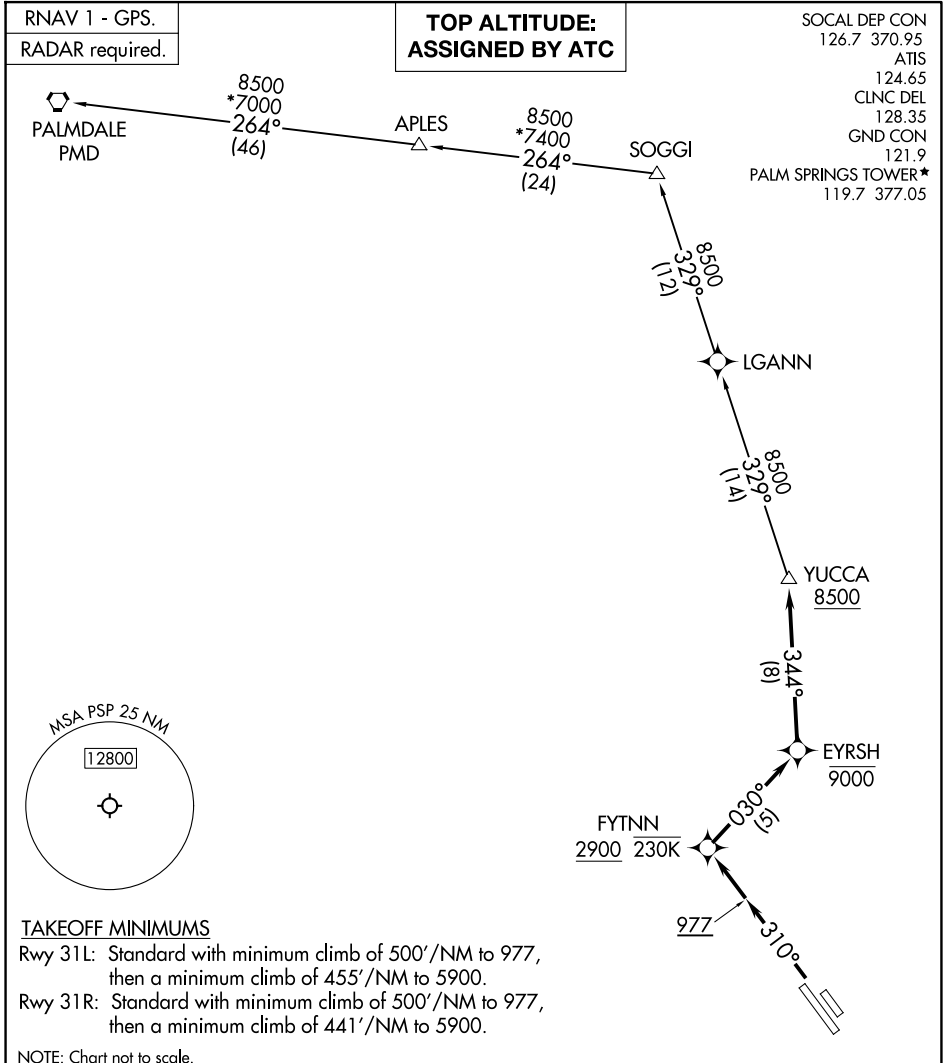 RNAV 1 - GPS.
RADAR required.
TOP ALTITUDE:
ASSIGNED BY ATC
SOCAL DEP CON
126.7 370.95
ATIS
124.65
CLNC DEL
128.35
GND CON
121.9
PALM SPRINGS TOWER★
119.7 377.05
PALMDALE
PMD
8500
*7000
264°
(46)
APLES
8500
*7400
264°
(24)
SOGGI
8500
329°
(12)
LGANN
8500
329°
(14)
YUCCA
8500
344°
(8)
EYRSH
9000
030°
(5)
FYTNN
2900 230K
977
310°
MSA PSP 25 NM
12800
TAKEOFF MINIMUMS
Rwy 31L: Standard with minimum climb of 500'/NM to 977,
then a minimum climb of 455'/NM to 5900.
Rwy 31R: Standard with minimum climb of 500'/NM to 977,
then a minimum climb of 441'/NM to 5900.
NOTE: Chart not to scale.